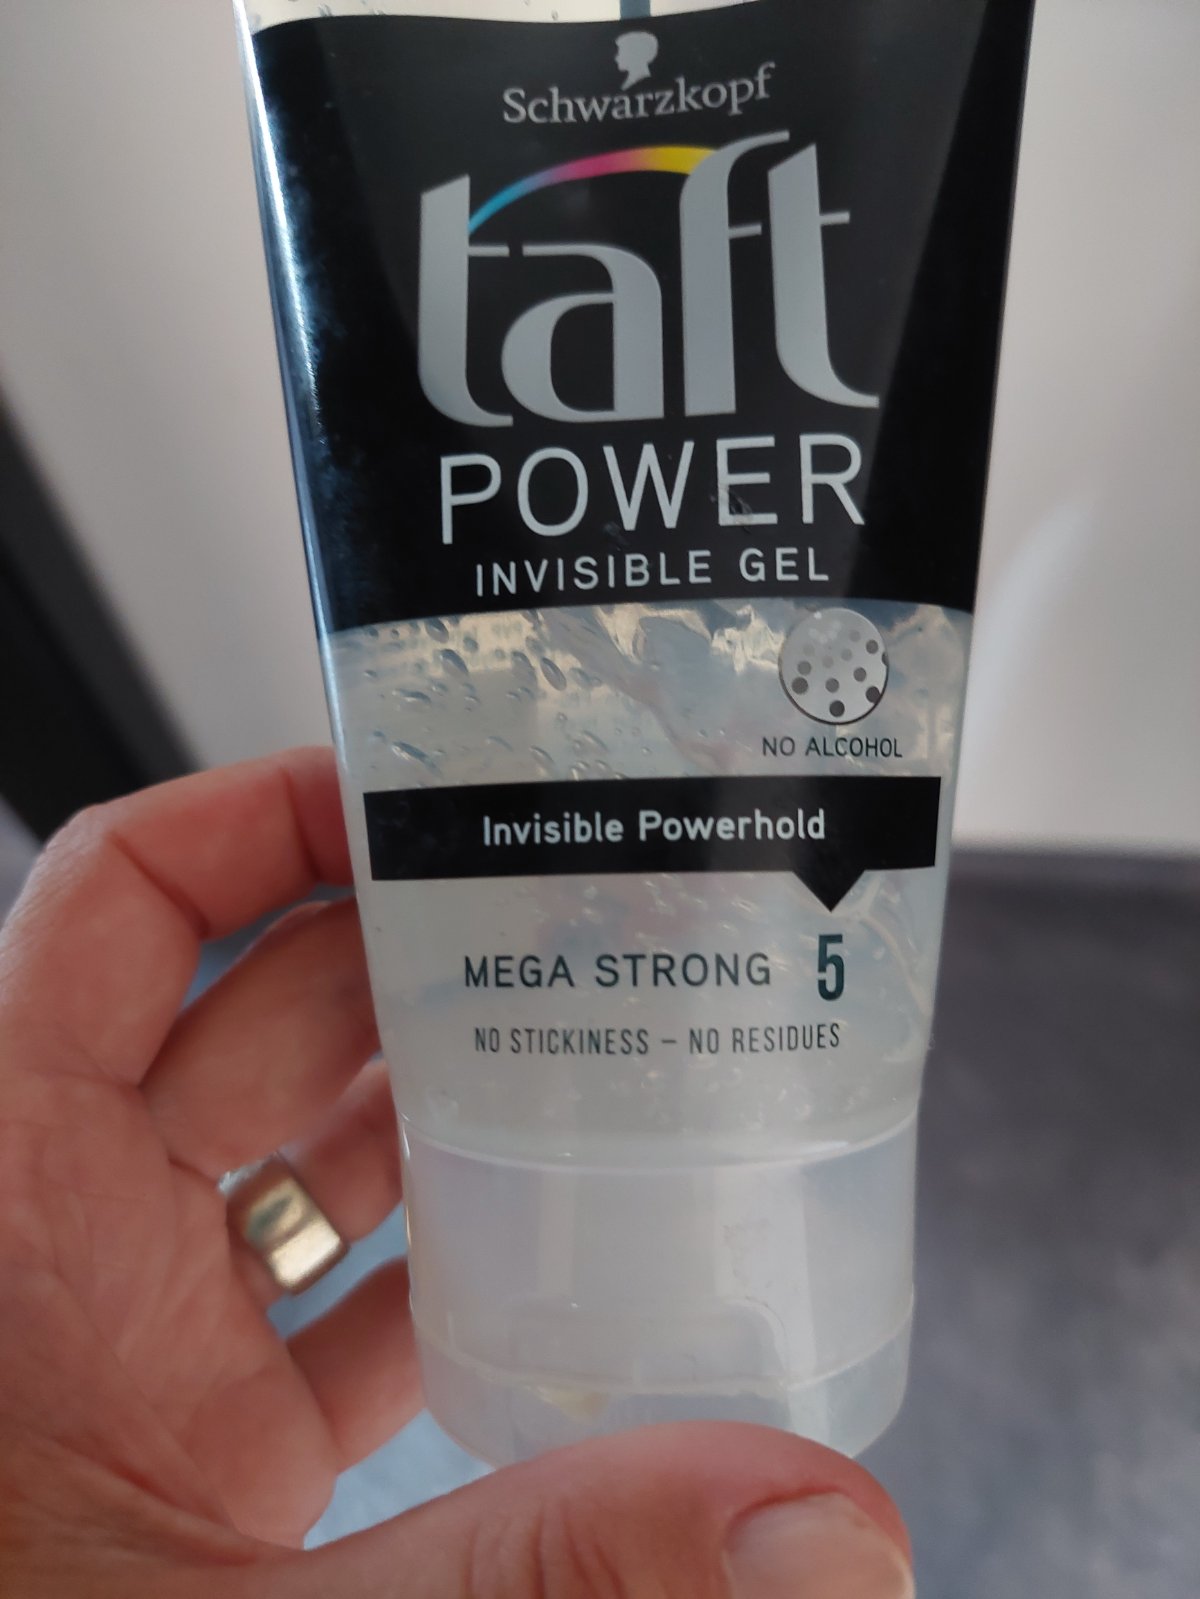 Schwarzkopf
taft
POWER
INVISIBLE GEL
NO ALCOHOL
Invisible Powerhold
MEGA STRONG 5
NO STICKINESS – NO RESIDUES